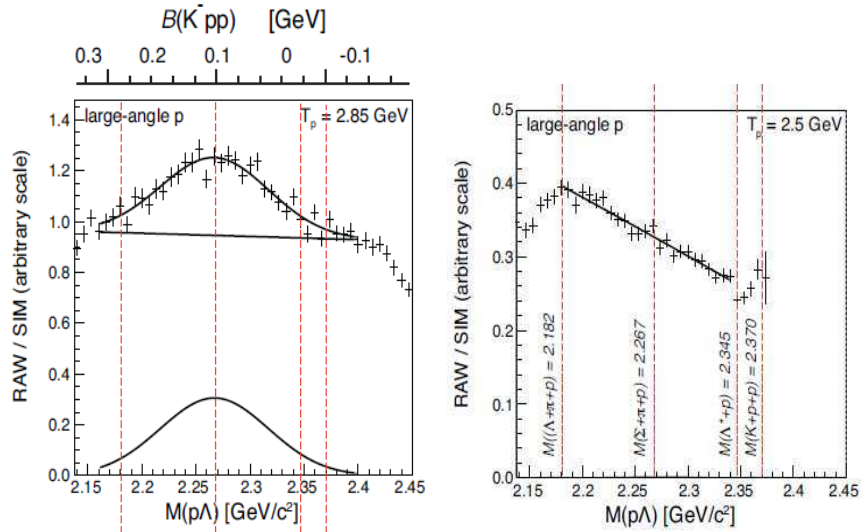 B(K⁻pp) [GeV]
0.3 0.2 0.1 0 -0.1
large-angle p T_p = 2.85 GeV
RAW / SIM (arbitrary scale)
1.4
1.2
1.0
0.8
0.6
0.4
0.2
0.0
2.15 2.2 2.25 2.3 2.35 2.4 2.45
M(pΛ) [GeV/c²]
large-angle p T_p = 2.5 GeV
RAW / SIM (arbitrary scale)
0.5
0.4
0.3
0.2
0.1
0.0
M((Λ+π+p) = 2.182
M(Σ+π+p) = 2.267
M(Λ*+p) = 2.345
M(K+p+p) = 2.370
2.15 2.2 2.25 2.3 2.35 2.4 2.45
M(pΛ) [GeV/c²]